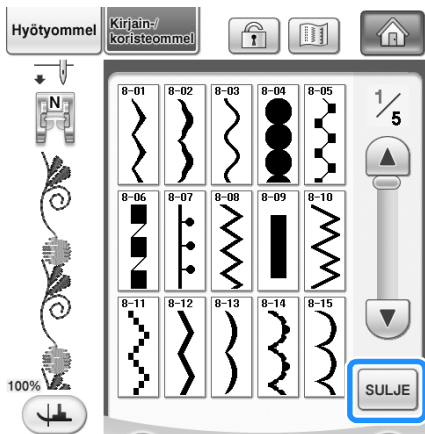 Hyötyommel
Kirjain-/
koristeommel
N
8-01 8-02 8-03 8-04 8-05
1/5
8-06 8-07 8-08 8-09 8-10
8-11 8-12 8-13 8-14 8-15
100%
SULJE